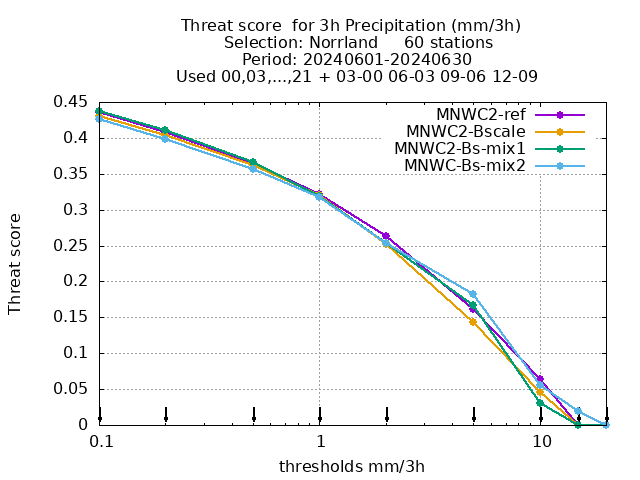 Threat score  for 3h Precipitation (mm/3h)
Selection: Norrland     60 stations
Period: 20240601-20240630
Used 00,03,...,21 + 03-00 06-03 09-06 12-09
MNWC2-ref
MNWC2-Bscale
MNWC2-Bs-mix1
MNWC-Bs-mix2
0.45
0.4
0.35
0.3
0.25
0.2
0.15
0.1
0.05
0
Threat score
0.1 1 10
thresholds mm/3h